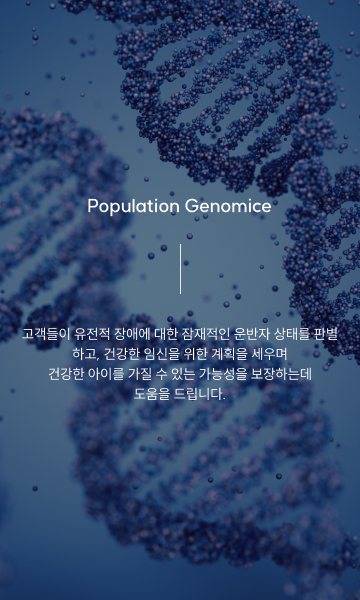 Population Genomice
고객들이 유전적 장애에 대한 잠재적인 운반자 상태를 판별
하고, 건강한 임신을 위한 계획을 세우며
건강한 아이를 가질 수 있는 가능성을 보장하는데
도움을 드립니다.